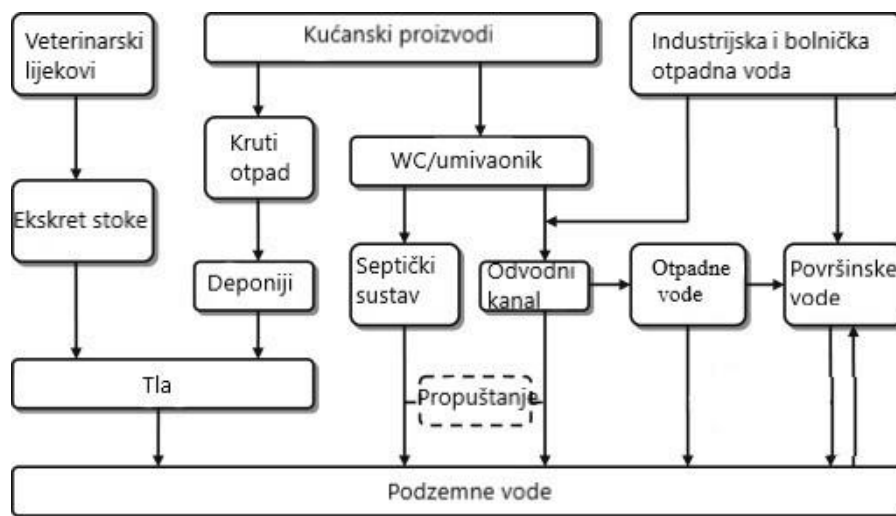 Veterinarski
lijekovi
Kućanski proizvodi
Industrijska i bolnička
otpadna voda
Kruti
otpad
WC/umivaonik
Ekskret stoke
Deponiji
Septički
sustav
Odvodni
kanal
Otpadne
vode
Površinske
vode
Tla
Propuštanje
Podzemne vode